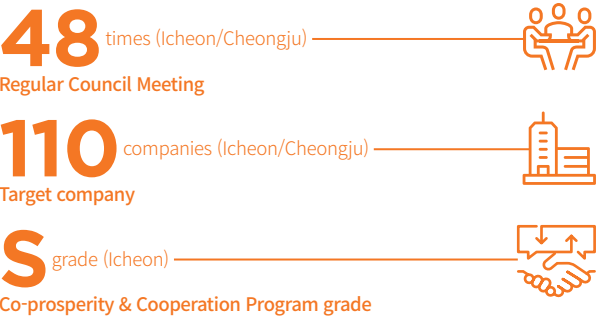 48 times (Icheon/Cheongju)
Regular Council Meeting
110 companies (Icheon/Cheongju)
Target company
S grade (Icheon)
Co-prosperity & Cooperation Program grade